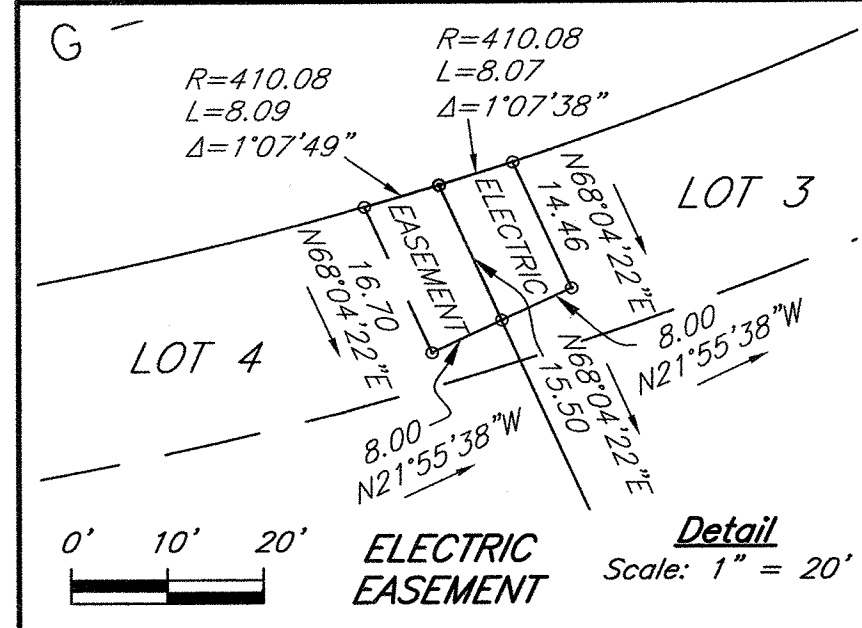 G
R=410.08
L=8.09
Δ=1°07'49"
R=410.08
L=8.07
Δ=1°07'38"
LOT 3
LOT 4
N68°04'22"E
16.70
EASEMENT
ELECTRIC
N68°04'22"E
14.46
8.00
N21°55'38"W
8.00
N21°55'38"W
N68°04'22"E
15.50
0' 10' 20'
ELECTRIC
EASEMENT
Detail
Scale: 1" = 20'